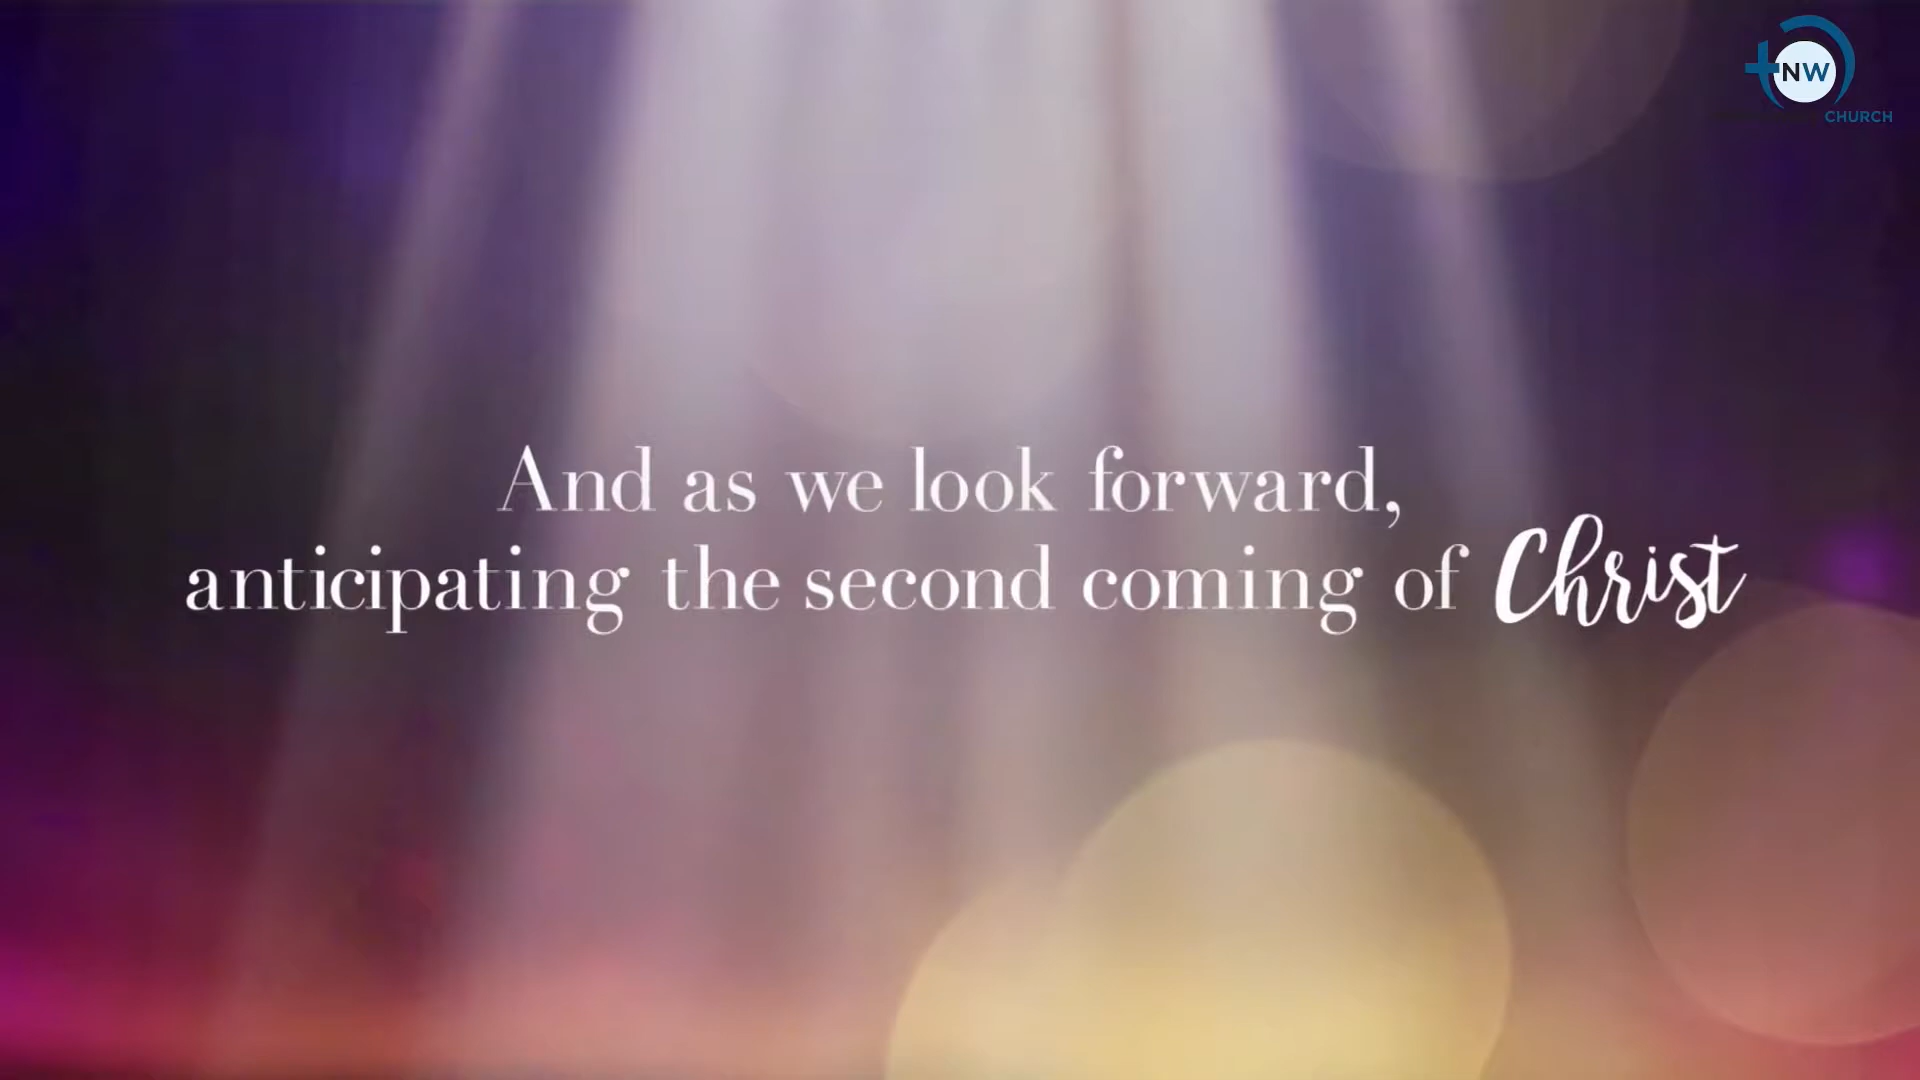 NW
CHURCH
And as we look forward,
anticipating the second coming of Christ